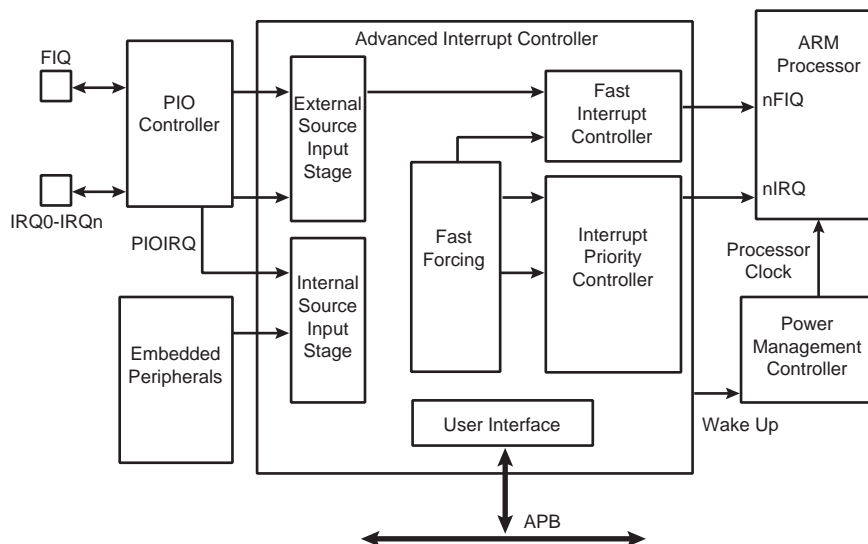 FIQ
IRQ0-IRQn
PIO
Controller
PIOIRQ
Embedded
Peripherals
Advanced Interrupt Controller
External
Source
Input
Stage
Internal
Source
Input
Stage
Fast
Forcing
Fast
Interrupt
Controller
Interrupt
Priority
Controller
User Interface
APB
ARM
Processor
nFIQ
nIRQ
Processor
Clock
Power
Management
Controller
Wake Up